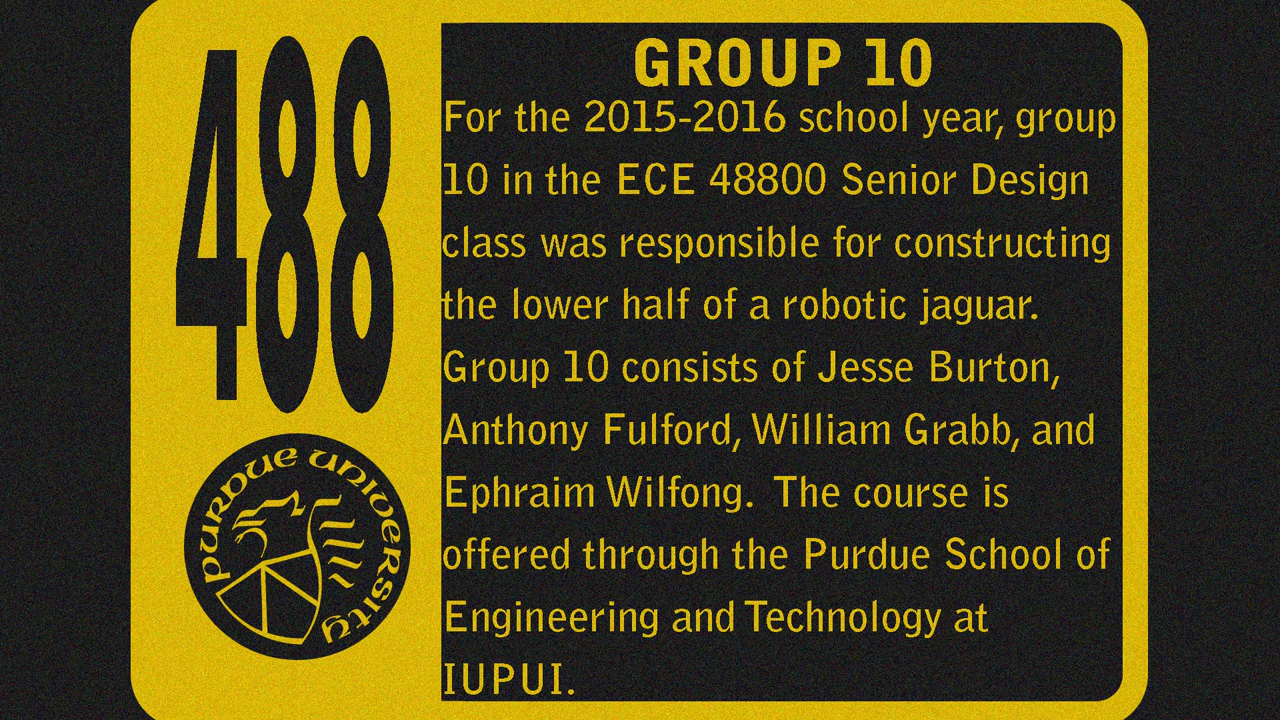 488
PURDUE UNIVERSITY
GROUP 10
For the 2015-2016 school year, group
10 in the ECE 48800 Senior Design
class was responsible for constructing
the lower half of a robotic jaguar.
Group 10 consists of Jesse Burton,
Anthony Fulford, William Grabb, and
Ephraim Wilfong.  The course is
offered through the Purdue School of
Engineering and Technology at
IUPUI.